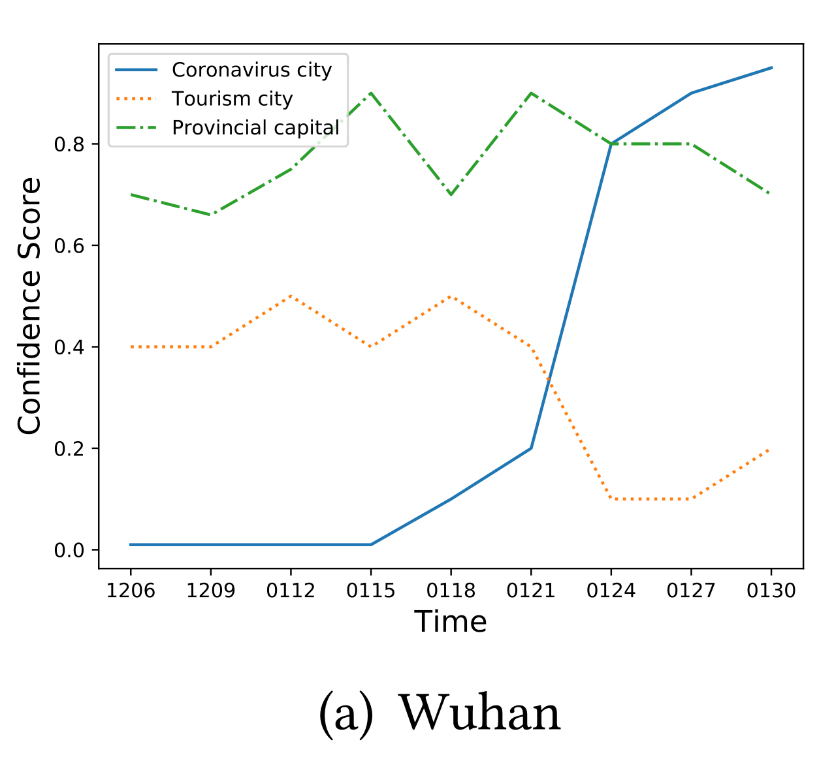 Coronavirus city
Tourism city
Provincial capital
Confidence Score
0.8
0.6
0.4
0.2
0.0
1206 1209 0112 0115 0118 0121 0124 0127 0130
Time
(a) Wuhan